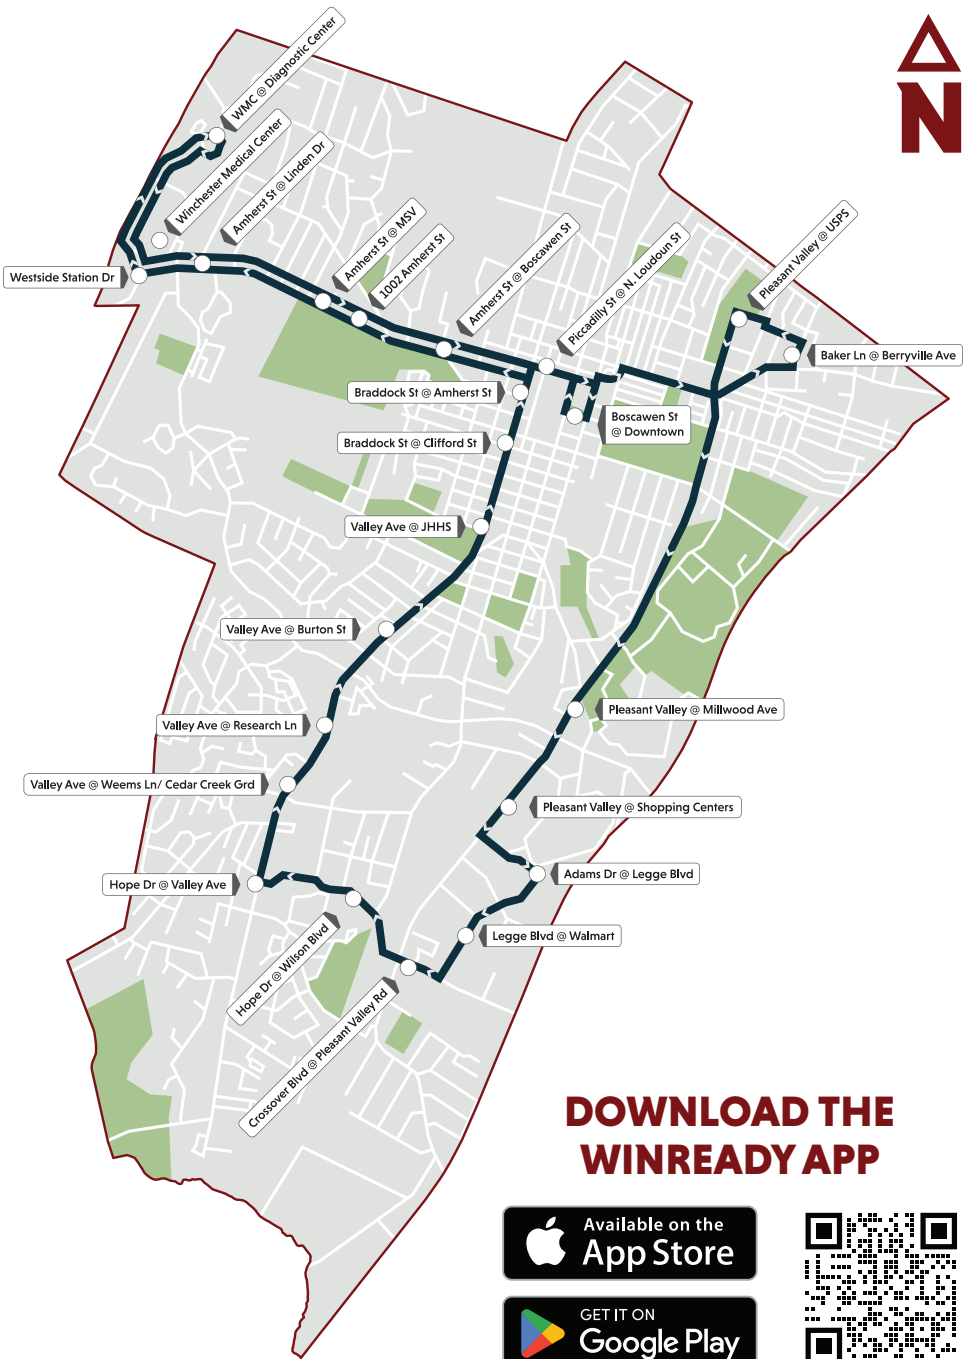 WMC @ Diagnostic Center
N
Winchester Medical Center
Amherst St @ Linden Dr
Amherst St @ MSV
1002 Amherst St
Amherst St @ Boscawen St
Piccadilly St @ N. Loudoun St
Pleasant Valley @ USPS
Westside Station Dr
Baker Ln @ Berryville Ave
Braddock St @ Amherst St
Boscawen St
@ Downtown
Braddock St @ Clifford St
Valley Ave @ JHHS
Valley Ave @ Burton St
Pleasant Valley @ Millwood Ave
Valley Ave @ Research Ln
Valley Ave @ Weems Ln/ Cedar Creek Grd
Pleasant Valley @ Shopping Centers
Adams Dr @ Legge Blvd
Hope Dr @ Valley Ave
Legge Blvd @ Walmart
Hope Dr @ Wilson Blvd
Crossover Blvd @ Pleasant Valley Rd
DOWNLOAD THE
WINREADY APP
Available on the
App Store
GET IT ON
Google Play